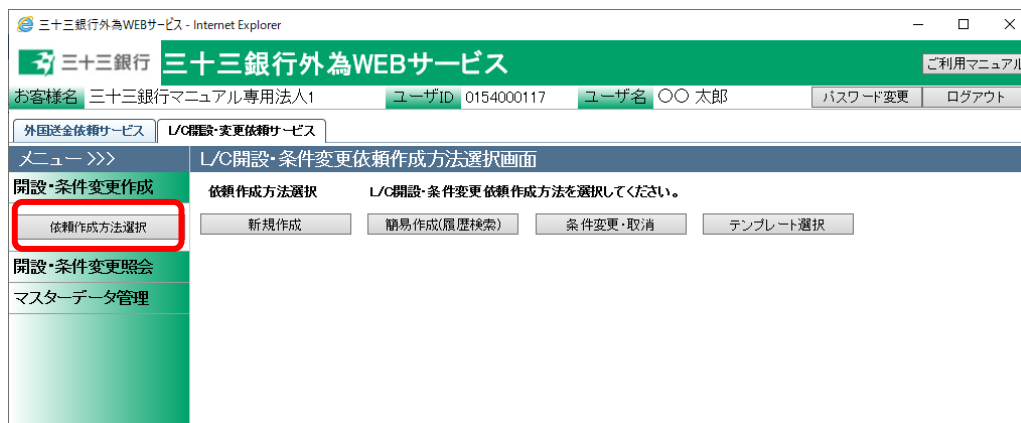 三十三銀行外為WEBサービス - Internet Explorer
三十三銀行 三十三銀行外為WEBサービス ご利用マニュアル
お客様名 三十三銀行マニュアル専用法人1 ユーザID 0154000117 ユーザ名 〇〇 太郎 パスワード変更 ログアウト
外国送金依頼サービス L/C開設・変更依頼サービス
メニュー>>> L/C開設・条件変更依頼作成方法選択画面
開設・条件変更作成 依頼作成方法選択 L/C開設・条件変更依頼作成方法を選択してください。
依頼作成方法選択 新規作成 簡易作成(履歴検索) 条件変更・取消 テンプレート選択
開設・条件変更照会
マスターデータ管理